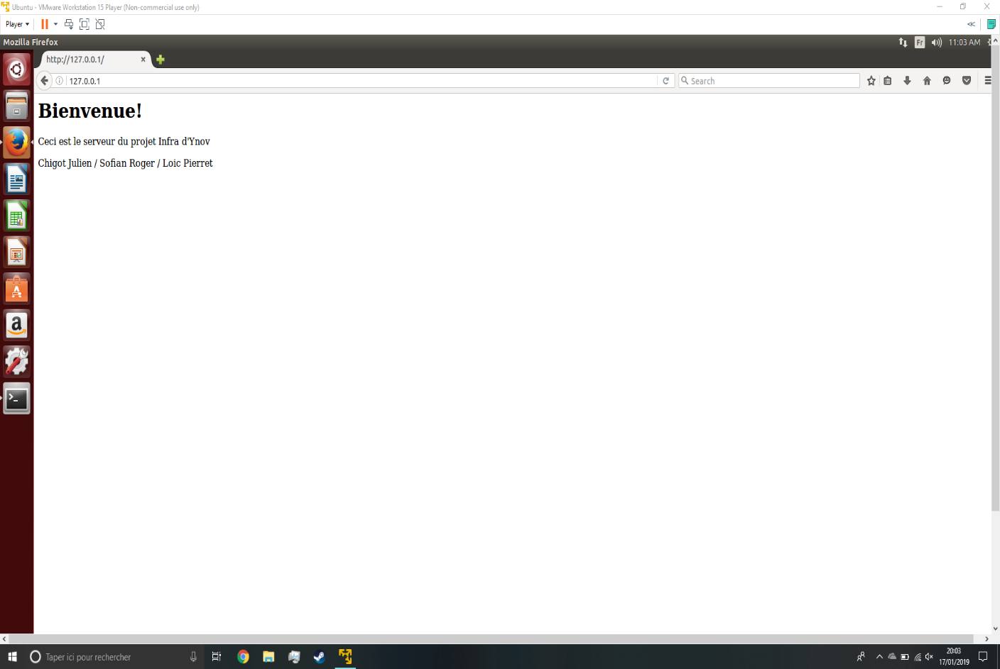 Ubuntu - VMware Workstation 15 Player (Non-commercial use only)
Player
Mozilla Firefox
Fr
11:03 AM
http://127.0.0.1/
127.0.0.1
Search
Bienvenue!
Ceci est le serveur du projet Infra d'Ynov
Chigot Julien / Sofian Roger / Loic Pierret
Taper ici pour rechercher
20:03
17/01/2019